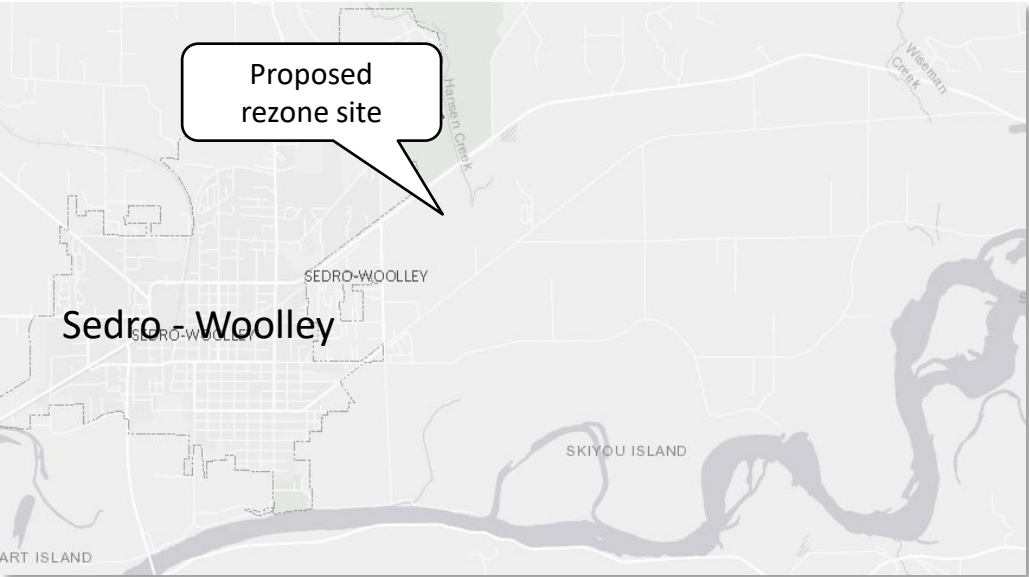 Proposed
rezone site
Hansen Creek
Wiseman
Creek
SEDRO-WOOLLEY
Sedro - Woolley
SEDRO-WOOLLEY
SKIYOU ISLAND
ART ISLAND
S